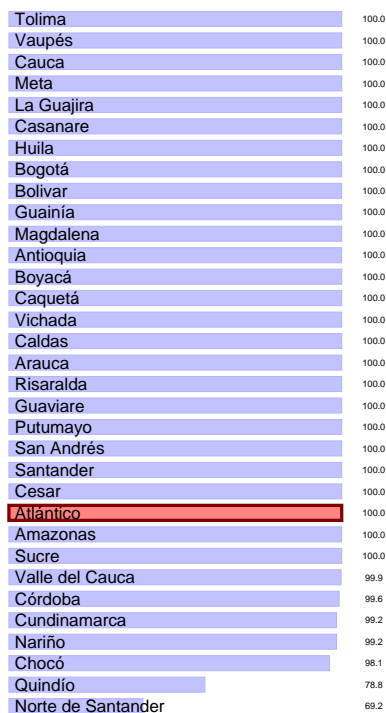 Tolima 100.0
Vaupés 100.0
Cauca 100.0
Meta 100.0
La Guajira 100.0
Casanare 100.0
Huila 100.0
Bogotá 100.0
Bolivar 100.0
Guainía 100.0
Magdalena 100.0
Antioquia 100.0
Boyacá 100.0
Caquetá 100.0
Vichada 100.0
Caldas 100.0
Arauca 100.0
Risaralda 100.0
Guaviare 100.0
Putumayo 100.0
San Andrés 100.0
Santander 100.0
Cesar 100.0
Atlántico 100.0
Amazonas 100.0
Sucre 100.0
Valle del Cauca 99.9
Córdoba 99.6
Cundinamarca 99.2
Nariño 99.2
Chocó 98.1
Quindío 78.8
Norte de Santander 69.2